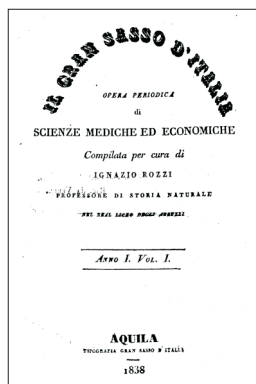 IL GRAN SASSO D'ITALIA
OPERA PERIODICA
di
SCIENZE MEDICHE ED ECONOMICHE
Compilata per cura di
IGNAZIO ROZZI
PROFESSORE DI STORIA NATURALE
NEL REAL LICEO DEGLI ABRUZZI
ANNO I. VOL. I.
AQUILA
TIPOGRAFIA GRAN SASSO D'ITALIA
1838